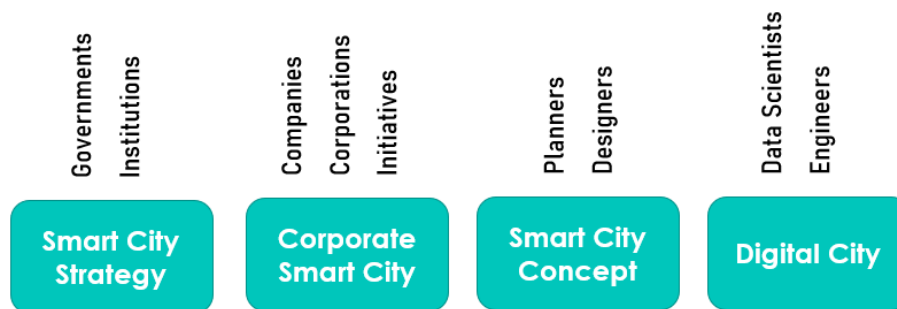 Governments
Institutions
Companies
Corporations
Initiatives
Planners
Designers
Data Scientists
Engineers
Smart City
Strategy
Corporate
Smart City
Smart City
Concept
Digital City